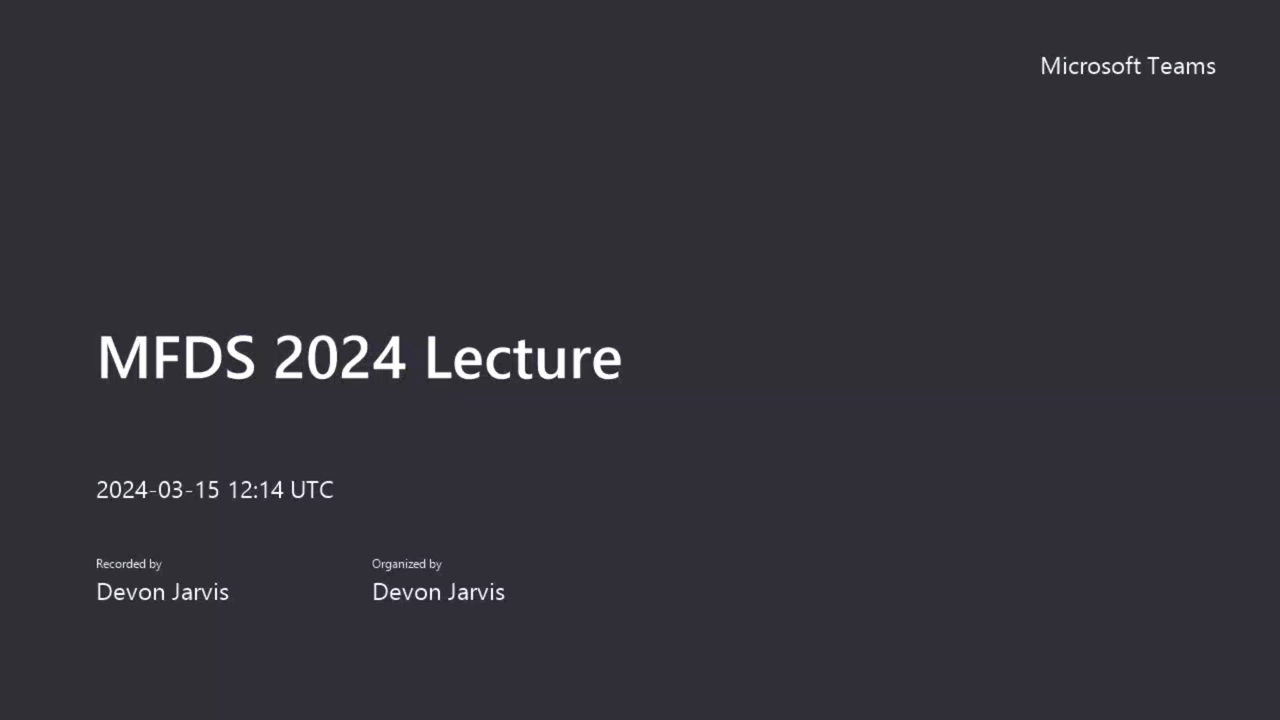 Microsoft Teams
MFDS 2024 Lecture
2024-03-15 12:14 UTC
Recorded by
Devon Jarvis
Organized by
Devon Jarvis